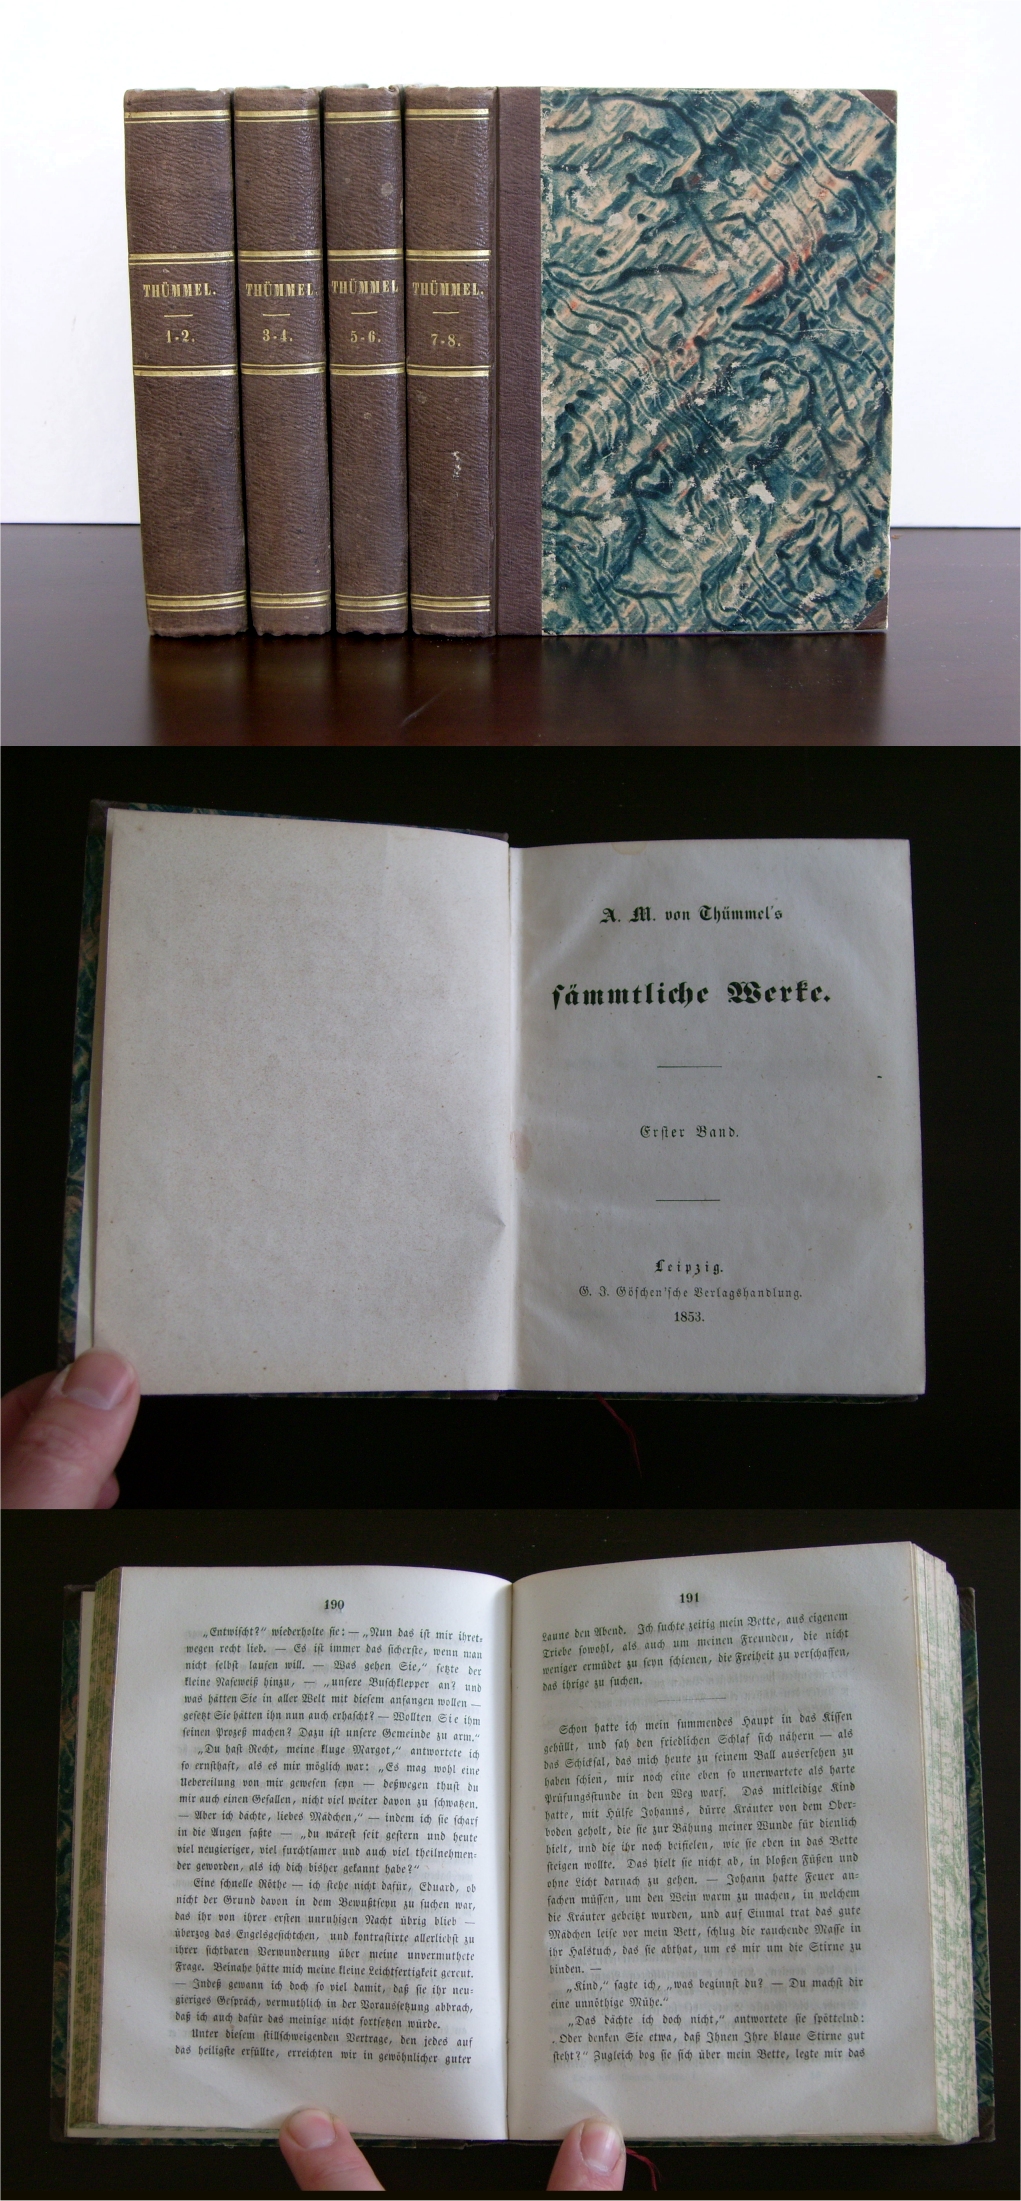 THÜMMEL.
1-2.
THÜMMEL
3-4.
THÜMMEL
5-6.
THÜMMEL.
7-8.
A. M. von Thümmel's
sämmtliche Werke.
Erster Band.
Leipzig.
G. J. Göschen'sche Verlagshandlung.
1853.
190
„Entwischt?“ wiederholte sie: — „Nun das ist mir ihret-
wegen recht lieb. — Es ist immer das sicherste, wenn man
nicht selbst laufen will. — Was gehen Sie,“ setzte der
kleine Naseweiß hinzu, — „unsere Buschklepper an? und
was hätten Sie in aller Welt mit diesem anfangen wollen —
gesetzt Sie hätten ihn nun auch erhascht? — Wollten Sie ihm
seinen Prozeß machen? Dazu ist unsere Gemeinde zu arm.“
„Du hast Recht, meine kluge Margot,“ antwortete ich
so ernsthaft, als es mir möglich war: „Es mag wohl eine
Uebereilung von mir gewesen seyn — deßwegen thust du
mir auch einen Gefallen, nicht viel weiter davon zu schwatzen.
— Aber ich dächte, liebes Mädchen,“ — indem ich sie scharf
in die Augen faßte — „du wärest seit gestern und heute
viel neugieriger, viel furchtsamer und auch viel theilnehmen-
der geworden, als ich dich bisher gekannt habe?“
Eine schnelle Röthe — ich stehe nicht dafür, Eduard, ob
nicht der Grund davon in dem Bewußtseyn zu suchen war,
das ihr von ihrer ersten unruhigen Nacht übrig blieb —
überzog das Engelsgesichtchen, und kontrastirte allerliebst zu
ihrer sichtbaren Verwunderung über meine unvermuthete
Frage. Beinahe hätte mich meine kleine Leichtfertigkeit gereut.
— Indeß gewann ich doch so viel damit, daß sie ihr neu-
gieriges Gespräch, vermuthlich in der Voraussetzung abbrach,
daß ich auch dafür das meinige nicht fortsetzen würde.
Unter diesem stillschweigenden Vertrage, den jedes auf
das heiligste erfüllte, erreichten wir in gewöhnlicher guter
191
Laune den Abend. Ich suchte zeitig mein Bette, aus eigenem
Triebe sowohl, als auch um meinen Freunden, die nicht
weniger ermüdet zu seyn schienen, die Freiheit zu verschaffen,
das ihrige zu suchen.
Schon hatte ich mein summendes Haupt in das Kissen
gehüllt, und sah den friedlichen Schlaf sich nähern — als
das Schicksal, das mich heute zu seinem Ball ausersehen zu
haben schien, mir noch eine eben so unerwartete als harte
Prüfungsstunde in den Weg warf. Das mitleidige Kind
hatte, mit Hülfe Johanns, dürre Kräuter von dem Ober-
boden geholt, die sie zur Bähung meiner Wunde für dienlich
hielt, und die ihr noch beifielen, wie sie eben in das Bette
steigen wollte. Das hielt sie nicht ab, in bloßen Füßen und
ohne Licht darnach zu gehen. — Johann hatte Feuer an-
fachen müssen, um den Wein warm zu machen, in welchem
die Kräuter gebeitzt wurden, und auf Einmal trat das gute
Mädchen leise vor mein Bett, schlug die rauchende Masse in
ihr Halstuch, das sie abthat, um es mir um die Stirne zu
binden. —
„Kind,“ sagte ich, „was beginnst du? — Du machst dir
eine unnöthige Mühe.“
„Das dächte ich doch nicht,“ antwortete sie spöttelnd:
„Oder denken Sie etwa, daß Ihnen Ihre blaue Stirne gut
steht?“ Zugleich bog sie sich über mein Bette, legte mir das